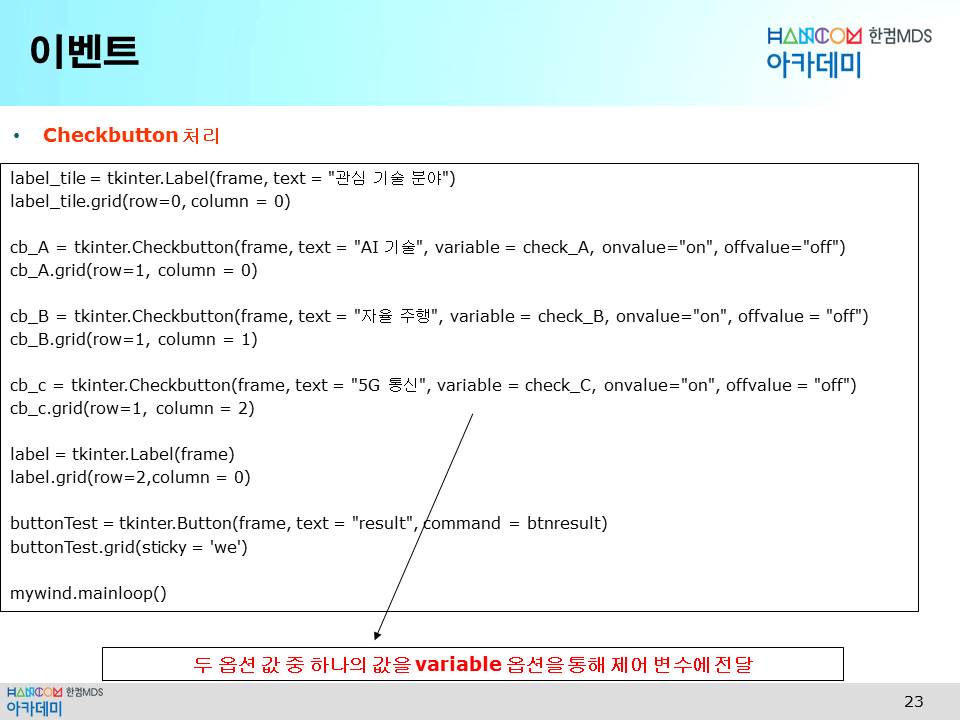 이벤트
HANCOM 한컴MDS
아카데미
• Checkbutton 처리
label_tile = tkinter.Label(frame, text = "관심 기술 분야")
label_tile.grid(row=0, column = 0)
cb_A = tkinter.Checkbutton(frame, text = "AI 기술", variable = check_A, onvalue="on", offvalue="off")
cb_A.grid(row=1, column = 0)
cb_B = tkinter.Checkbutton(frame, text = "자율 주행", variable = check_B, onvalue="on", offvalue = "off")
cb_B.grid(row=1, column = 1)
cb_c = tkinter.Checkbutton(frame, text = "5G 통신", variable = check_C, onvalue="on", offvalue = "off")
cb_c.grid(row=1, column = 2)
label = tkinter.Label(frame)
label.grid(row=2,column = 0)
buttonTest = tkinter.Button(frame, text = "result", command = btnresult)
buttonTest.grid(sticky = 'we')
mywind.mainloop()
두 옵션 값 중 하나의 값을 variable 옵션을 통해 제어 변수에 전달
HANCOM 한컴MDS
아카데미
23